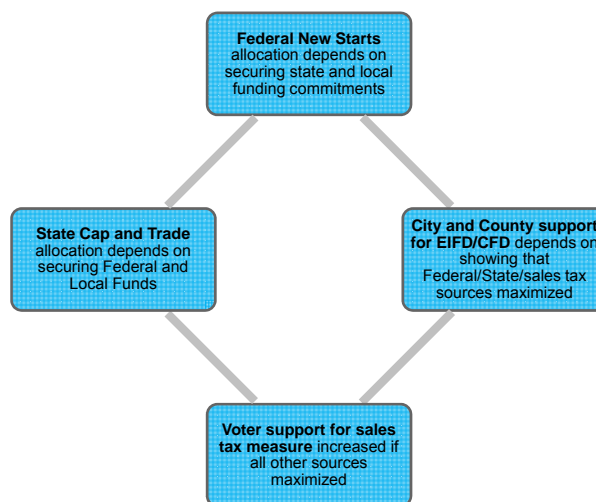 Federal New Starts
allocation depends on
securing state and local
funding commitments
State Cap and Trade
allocation depends on
securing Federal and
Local Funds
City and County support
for EIFD/CFD depends on
showing that
Federal/State/sales tax
sources maximized
Voter support for sales
tax measure increased if
all other sources
maximized